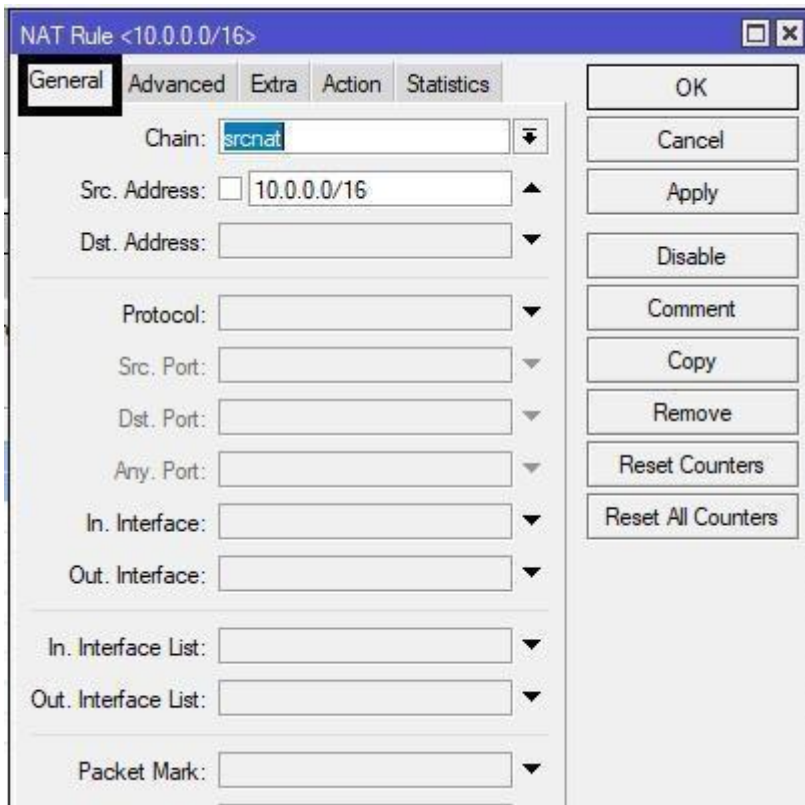 NAT Rule <10.0.0.0/16>
General Advanced Extra Action Statistics
Chain: srcnat
Src. Address: 10.0.0.0/16
Dst. Address:
Protocol:
Src. Port:
Dst. Port:
Any. Port:
In. Interface:
Out. Interface:
In. Interface List:
Out. Interface List:
Packet Mark:
OK
Cancel
Apply
Disable
Comment
Copy
Remove
Reset Counters
Reset All Counters